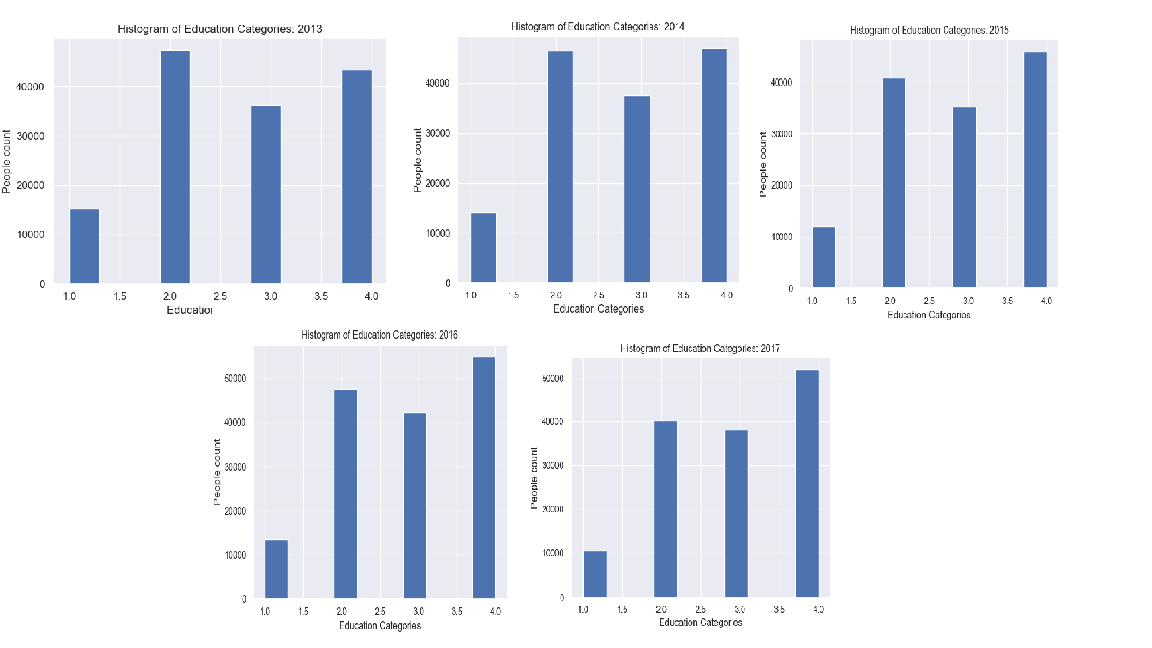 Histogram of Education Categories: 2013
People count
40000
30000
20000
10000
0
1.0 1.5 2.0 2.5 3.0 3.5 4.0
Education
Histogram of Education Categories: 2014
People count
40000
30000
20000
10000
0
1.0 1.5 2.0 2.5 3.0 3.5 4.0
Education Categories
Histogram of Education Categories: 2015
People count
40000
30000
20000
10000
0
1.0 1.5 2.0 2.5 3.0 3.5 4.0
Education Categories
Histogram of Education Categories: 2016
People count
50000
40000
30000
20000
10000
0
1.0 1.5 2.0 2.5 3.0 3.5 4.0
Education Categories
Histogram of Education Categories: 2017
People count
50000
40000
30000
20000
10000
0
1.0 1.5 2.0 2.5 3.0 3.5 4.0
Education Categories